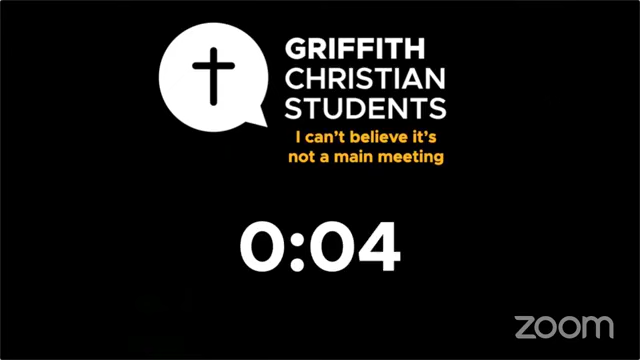 GRIFFITH
CHRISTIAN
STUDENTS
I can't believe it's
not a main meeting
0:04
zoom